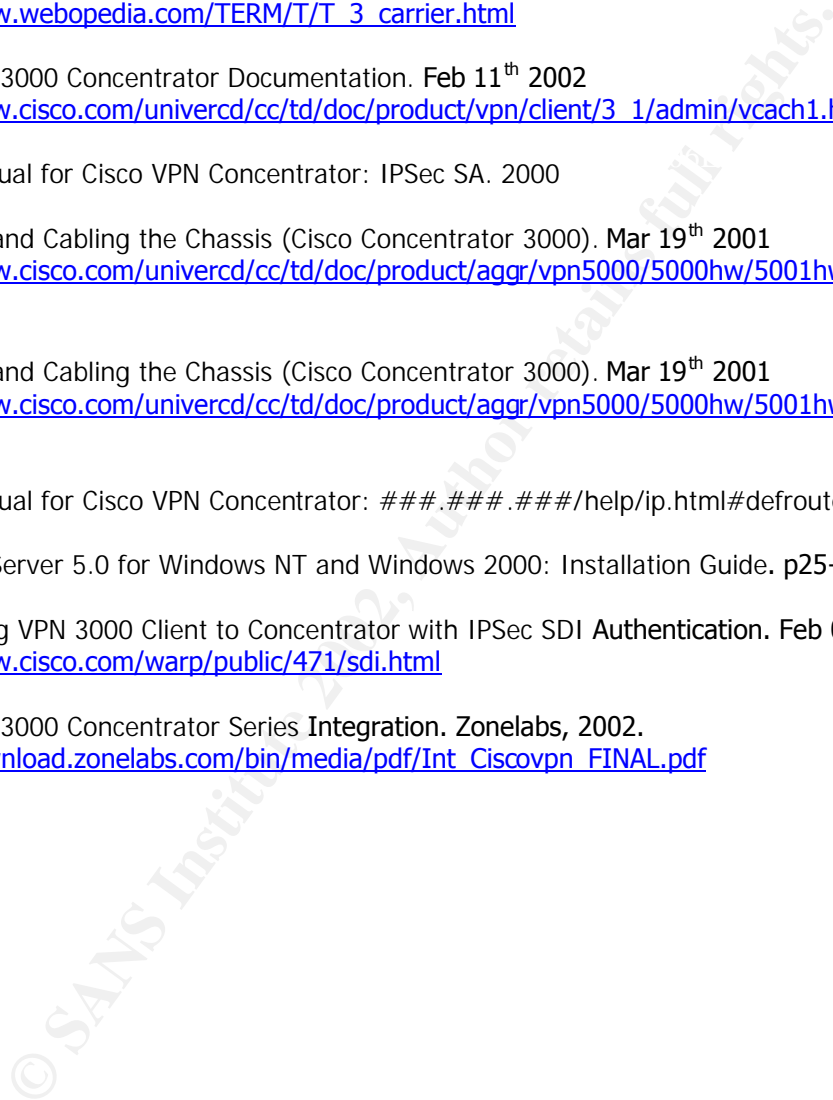 w.webopedia.com/TERM/T/T_3_carrier.html
3000 Concentrator Documentation. Feb 11th 2002
w.cisco.com/univercd/cc/td/doc/product/vpn/client/3_1/admin/vcach1.h
ual for Cisco VPN Concentrator: IPSec SA. 2000
and Cabling the Chassis (Cisco Concentrator 3000). Mar 19th 2001
w.cisco.com/univercd/cc/td/doc/product/aggr/vpn5000/5000hw/5001hw
and Cabling the Chassis (Cisco Concentrator 3000). Mar 19th 2001
w.cisco.com/univercd/cc/td/doc/product/aggr/vpn5000/5000hw/5001hw
ual for Cisco VPN Concentrator: ###.###.###/help/ip.html#defroute
Server 5.0 for Windows NT and Windows 2000: Installation Guide. p25-
g VPN 3000 Client to Concentrator with IPSec SDI Authentication. Feb
w.cisco.com/warp/public/471/sdi.html
3000 Concentrator Series Integration. Zonelabs, 2002.
nload.zonelabs.com/bin/media/pdf/Int_Ciscovpn_FINAL.pdf
© SANS Institute 2002, Author retains full rights.